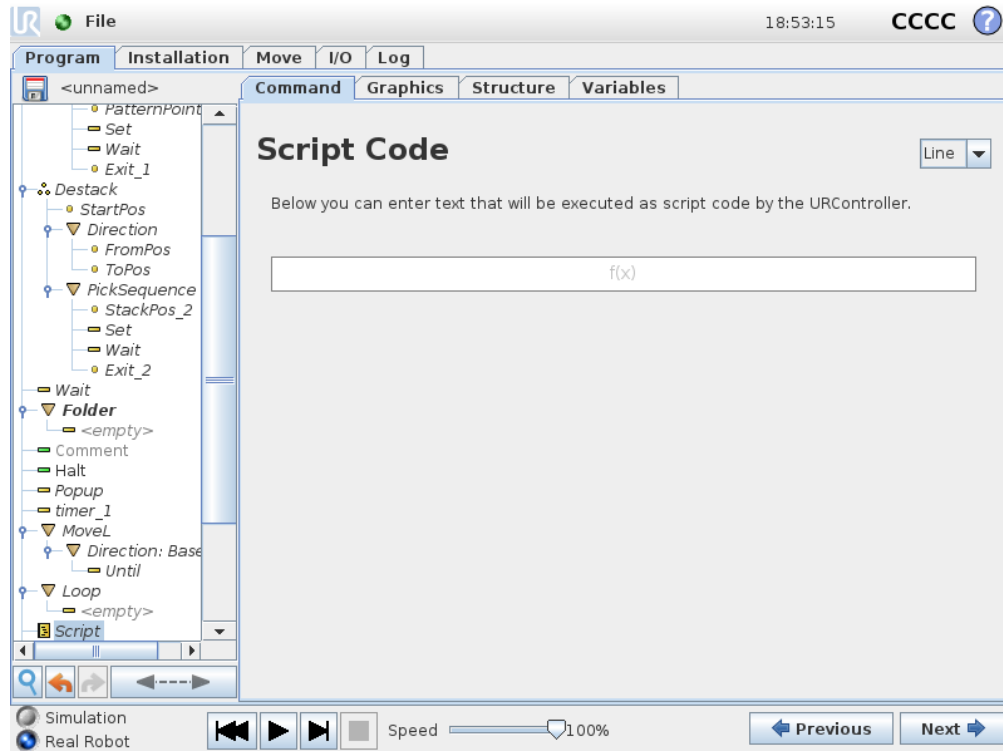 UR File 18:53:15 CCCC ?
Program Installation Move I/O Log
<unnamed>
Command Graphics Structure Variables
PatternPoint
Set
Wait
Exit_1
Destack
StartPos
Direction
FromPos
ToPos
PickSequence
StackPos_2
Set
Wait
Exit_2
Wait
Folder
<empty>
Comment
Halt
Popup
timer_1
MoveL
Direction: Base
Until
Loop
<empty>
Script
Script Code
Line
Below you can enter text that will be executed as script code by the URController.
f(x)
Simulation
Real Robot
Speed 100%
Previous Next